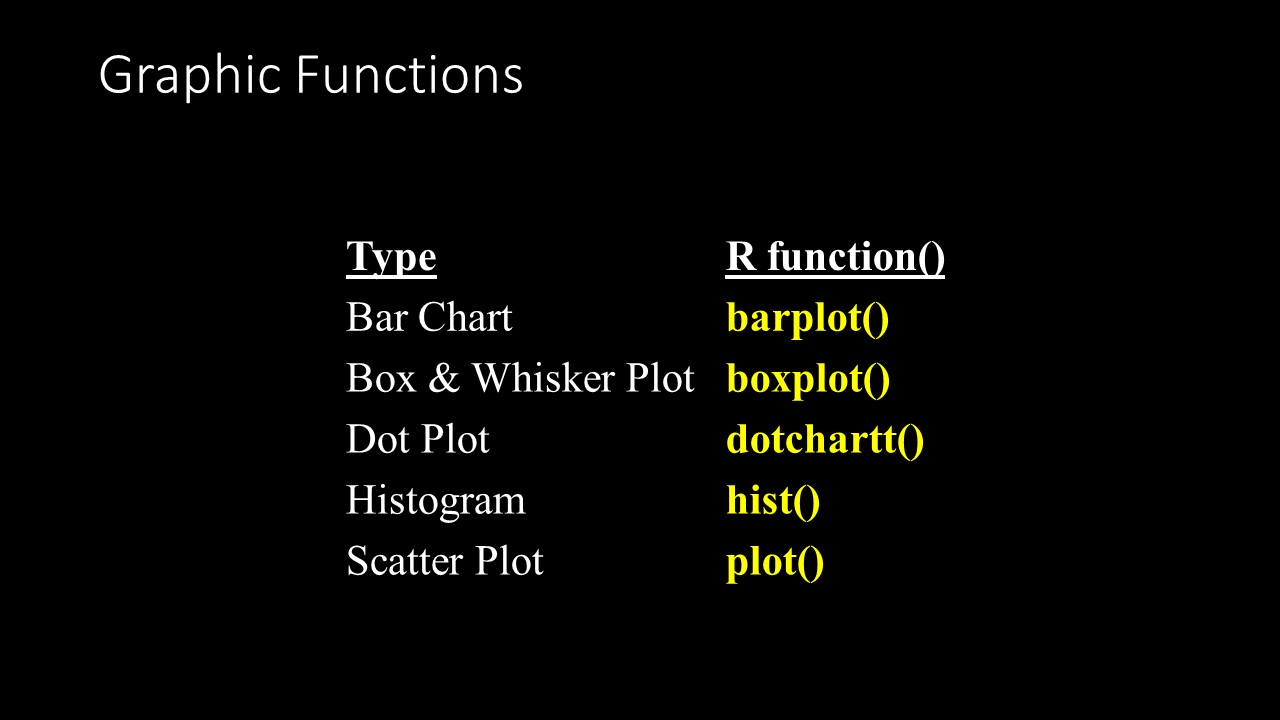 Graphic Functions
Type R function()
Bar Chart barplot()
Box & Whisker Plot boxplot()
Dot Plot dotchartt()
Histogram hist()
Scatter Plot plot()